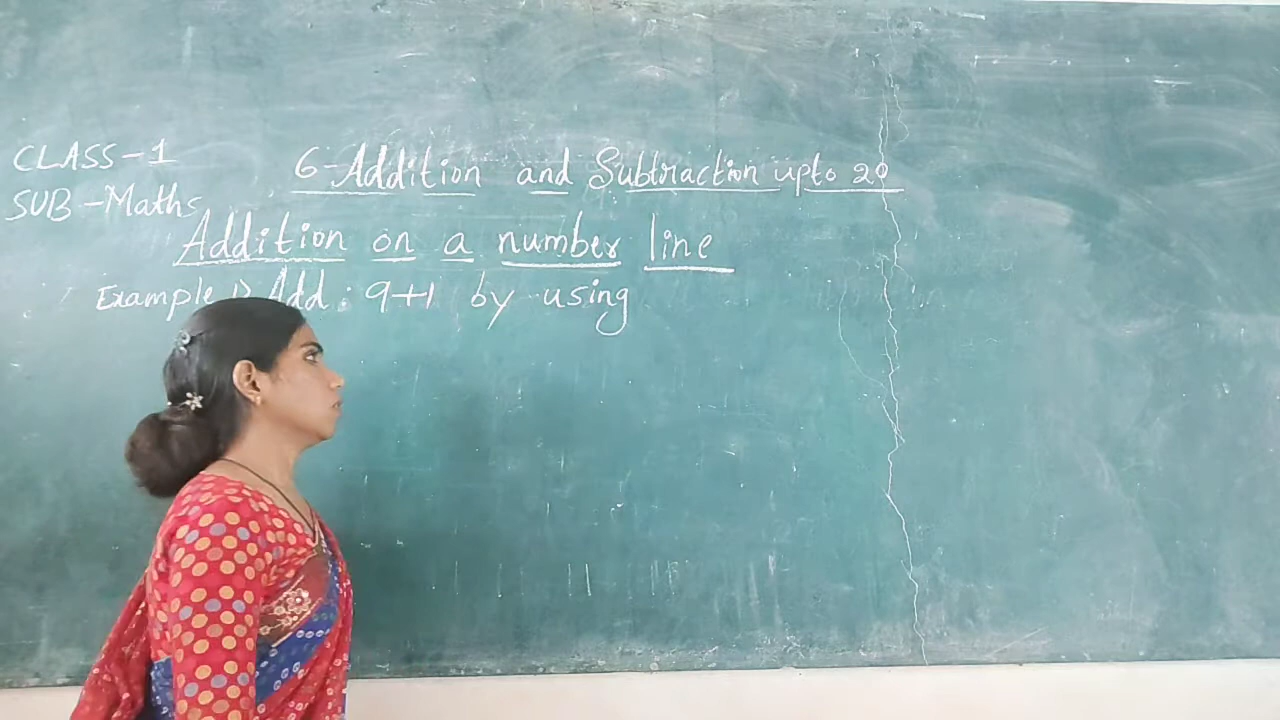 CLASS-1
6-Addition and Subtraction upto 20
SUB-Maths
Addition on a number line
Example 1) Add: 9+1 by using